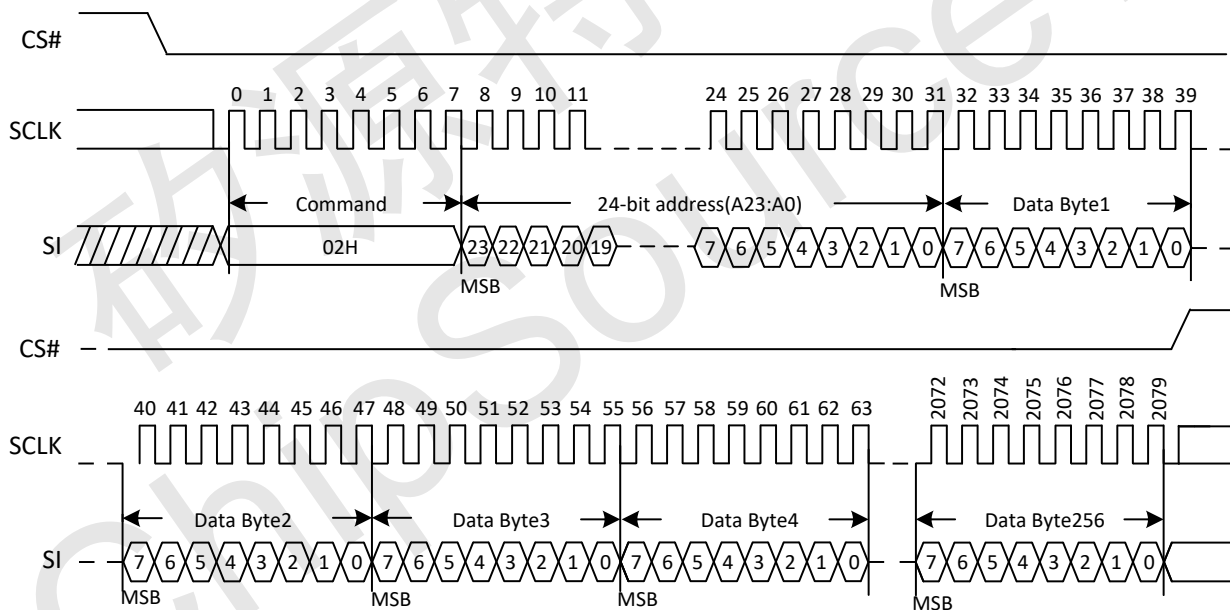 CS#
0 1 2 3 4 5 6 7 8 9 10 11 24 25 26 27 28 29 30 31 32 33 34 35 36 37 38 39
SCLK
Command 24-bit address(A23:A0) Data Byte1
SI 02H 23 22 21 20 19 7 6 5 4 3 2 1 0 7 6 5 4 3 2 1 0
MSB MSB
CS#
40 41 42 43 44 45 46 47 48 49 50 51 52 53 54 55 56 57 58 59 60 61 62 63 2072 2073 2074 2075 2076 2077 2078 2079
SCLK
Data Byte2 Data Byte3 Data Byte4 Data Byte256
SI 7 6 5 4 3 2 1 0 7 6 5 4 3 2 1 0 7 6 5 4 3 2 1 0 7 6 5 4 3 2 1 0
MSB MSB MSB MSB
矽源特
ChipSource